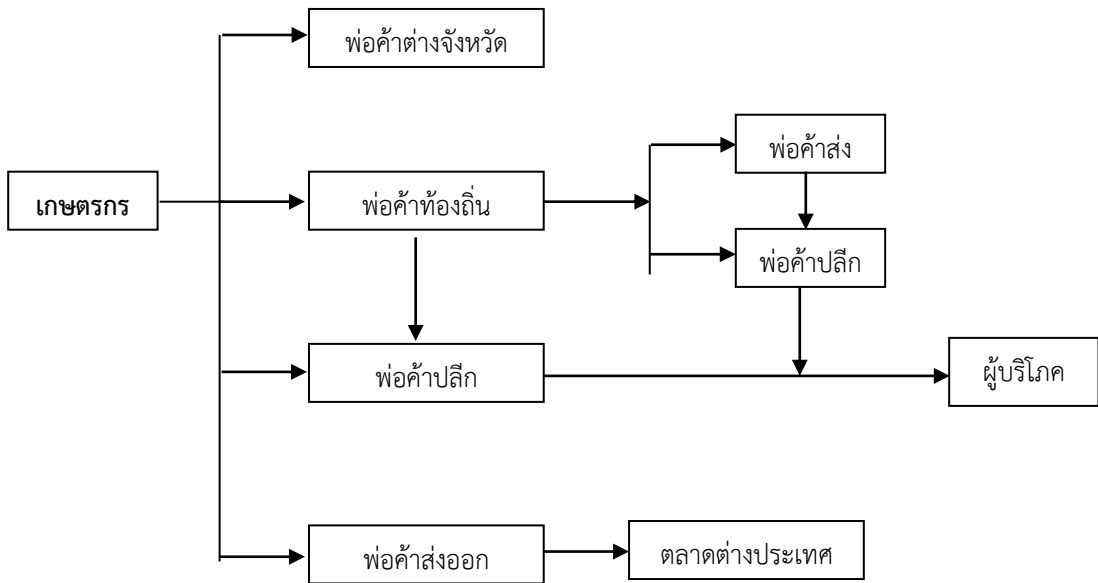 พ่อค้าต่างจังหวัด
พ่อค้าส่ง
เกษตรกร
พ่อค้าท้องถิ่น
พ่อค้าปลีก
พ่อค้าปลีก
ผู้บริโภค
พ่อค้าส่งออก
ตลาดต่างประเทศ